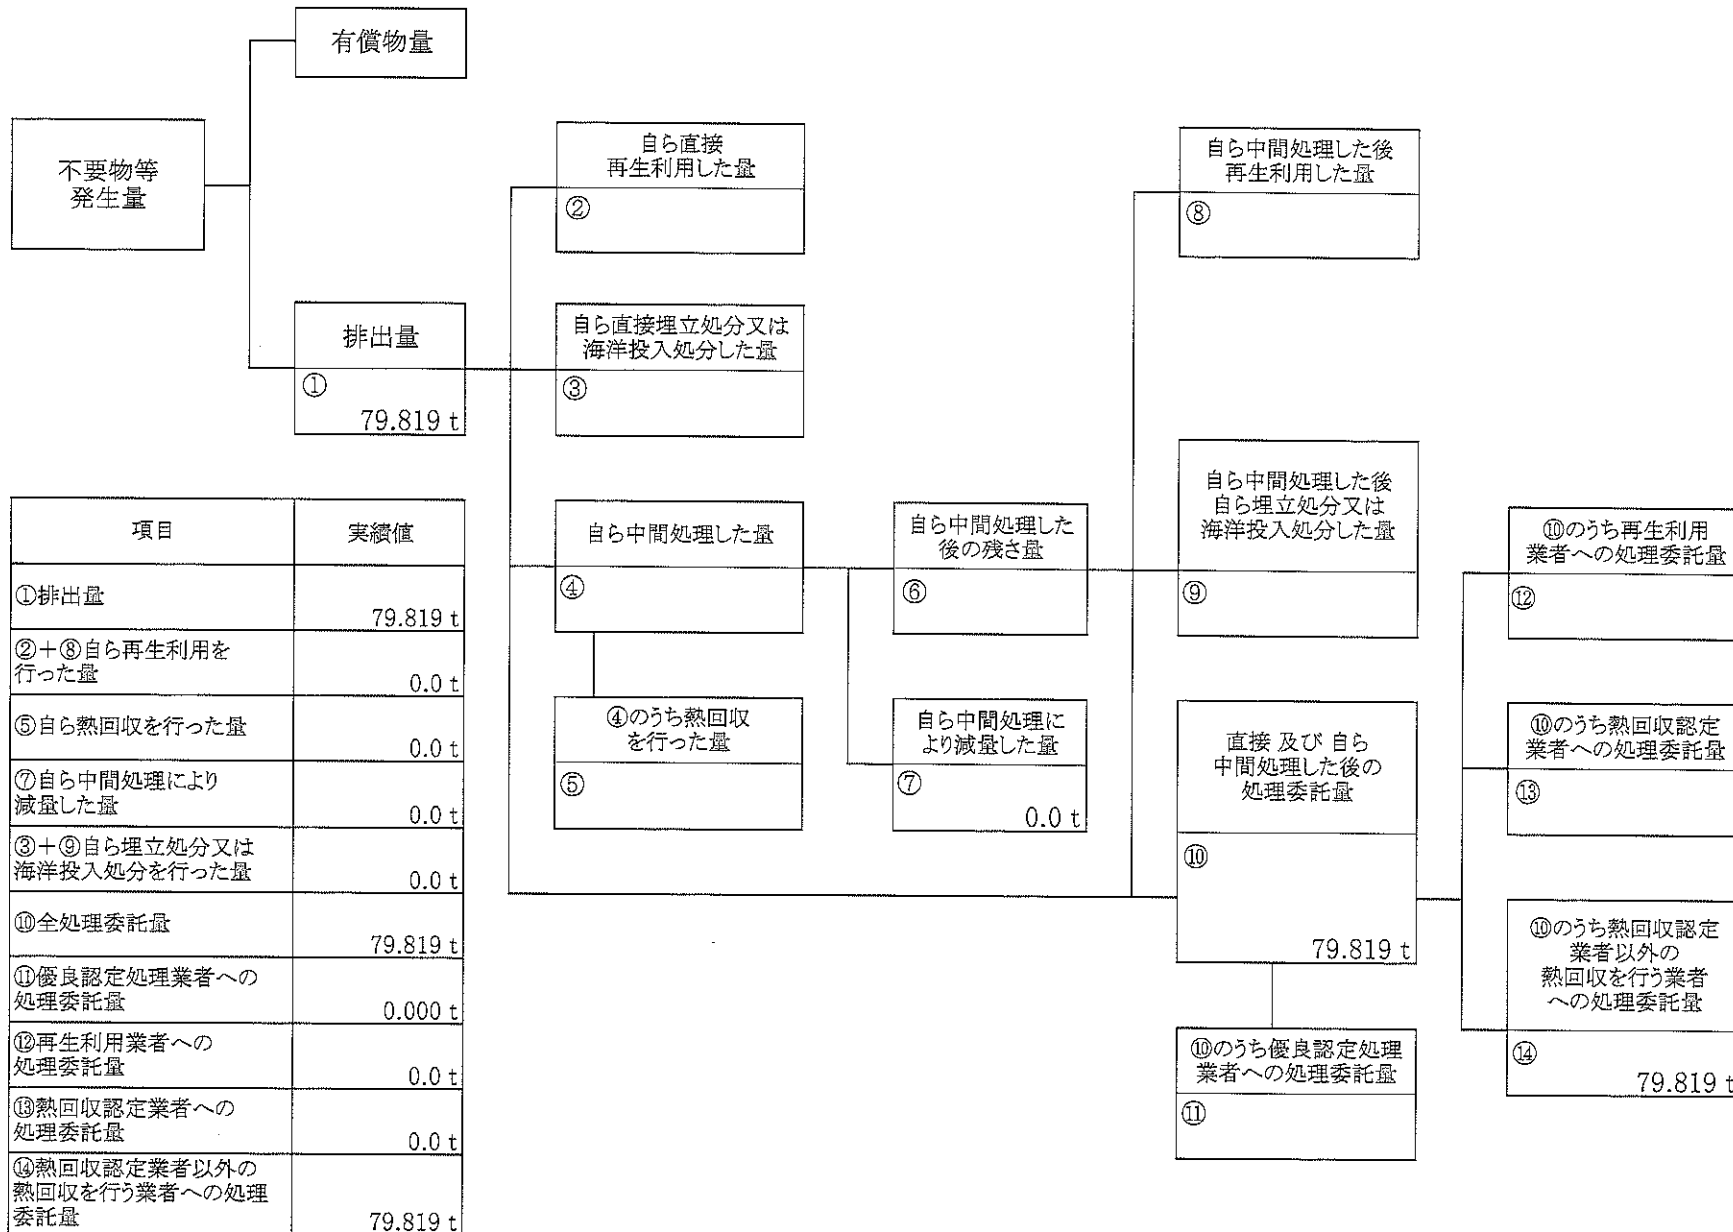 有償物量
不要物等
発生量
排出量
①
79.819 t
自ら直接
再生利用した量
②
自ら直接埋立処分又は
海洋投入処分した量
③
自ら中間処理した量
④
④のうち熱回収
を行った量
⑤
自ら中間処理した
後の残さ量
⑥
自ら中間処理に
より減量した量
⑦
0.0 t
自ら中間処理した後
再生利用した量
⑧
自ら中間処理した後
自ら埋立処分又は
海洋投入処分した量
⑨
直接 及び 自ら
中間処理した後の
処理委託量
⑩
79.819 t
⑩のうち優良認定処理
業者への処理委託量
⑪
⑩のうち再生利用
業者への処理委託量
⑫
⑩のうち熱回収認定
業者への処理委託量
⑬
⑩のうち熱回収認定
業者以外の
熱回収を行う業者
への処理委託量
⑭
79.819 t
項目 実績値
①排出量
79.819 t
②+⑧自ら再生利用を
行った量
0.0 t
⑤自ら熱回収を行った量
0.0 t
⑦自ら中間処理により
減量した量
0.0 t
③+⑨自ら埋立処分又は
海洋投入処分を行った量
0.0 t
⑩全処理委託量
79.819 t
⑪優良認定処理業者への
処理委託量
0.000 t
⑫再生利用業者への
処理委託量
0.0 t
⑬熱回収認定業者への
処理委託量
0.0 t
⑭熱回収認定業者以外の
熱回収を行う業者への処理
委託量
79.819 t